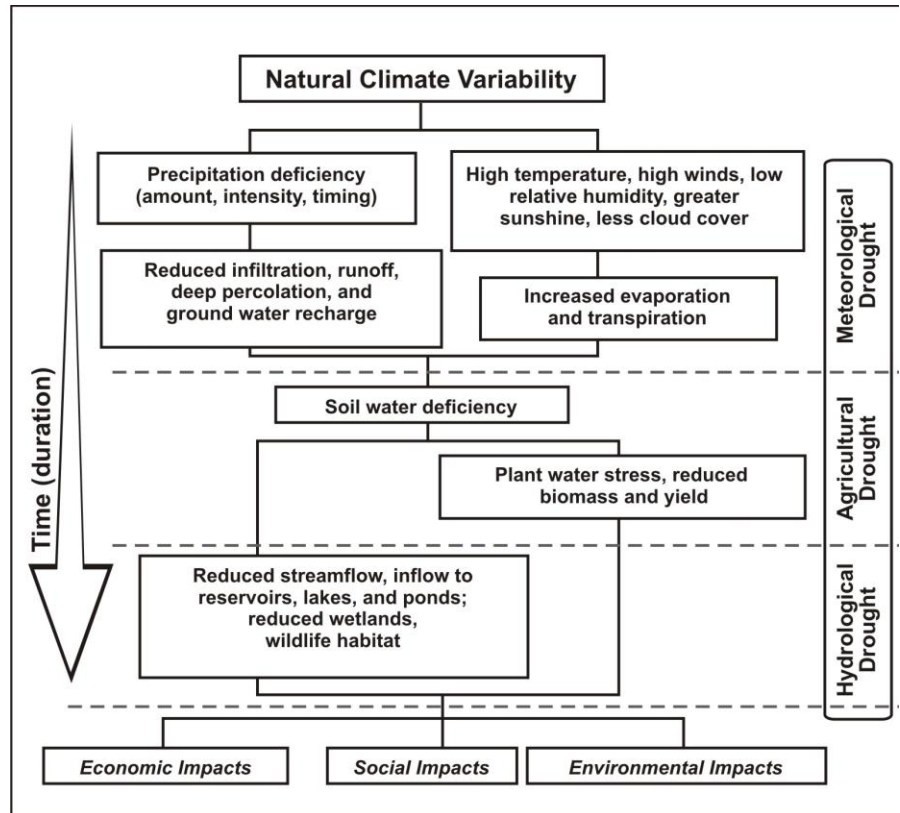 Natural Climate Variability
Precipitation deficiency
(amount, intensity, timing)
High temperature, high winds, low
relative humidity, greater
sunshine, less cloud cover
Reduced infiltration, runoff,
deep percolation, and
ground water recharge
Increased evaporation
and transpiration
Meteorological
Drought
Time (duration)
Soil water deficiency
Plant water stress, reduced
biomass and yield
Agricultural
Drought
Reduced streamflow, inflow to
reservoirs, lakes, and ponds;
reduced wetlands,
wildlife habitat
Hydrological
Drought
Economic Impacts
Social Impacts
Environmental Impacts